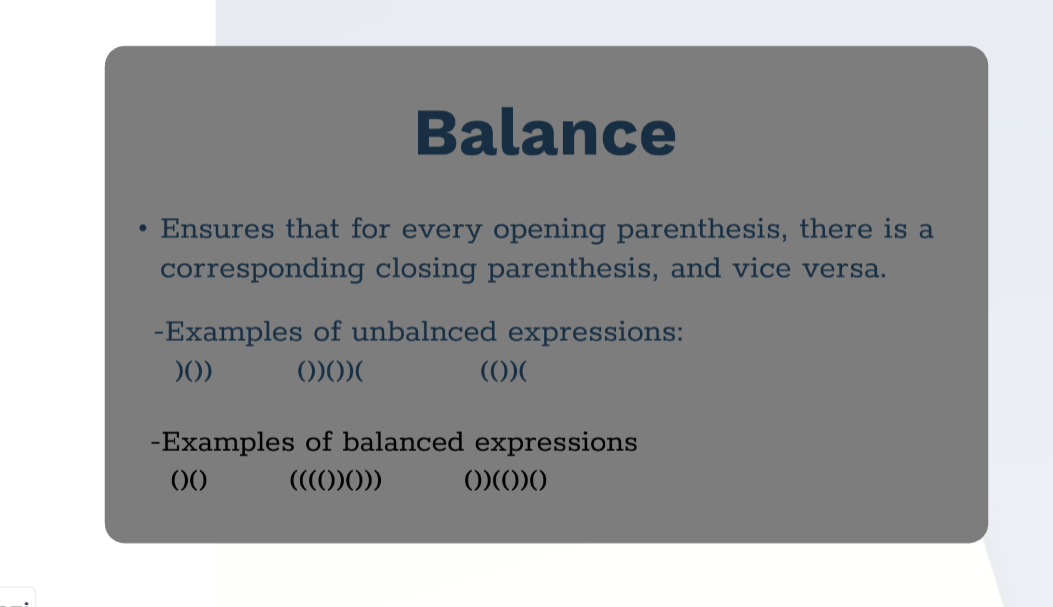 Balance
• Ensures that for every opening parenthesis, there is a
corresponding closing parenthesis, and vice versa.
-Examples of unbalnced expressions:
)()) ())())( (())(
-Examples of balanced expressions
()() (((())())) ())(())()